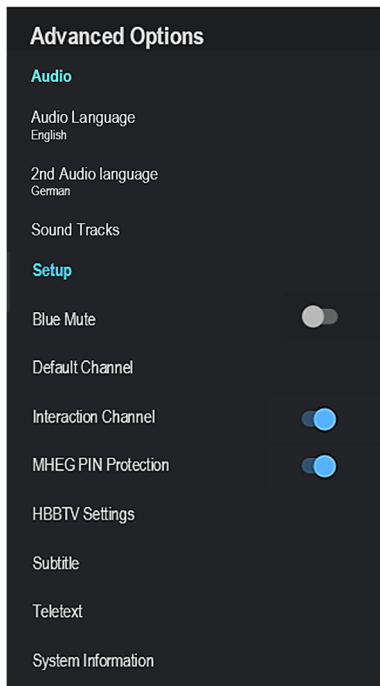 Advanced Options
Audio
Audio Language
English
2nd Audio language
German
Sound Tracks
Setup
Blue Mute
Default Channel
Interaction Channel
MHEG PIN Protection
HBBTV Settings
Subtitle
Teletext
System Information